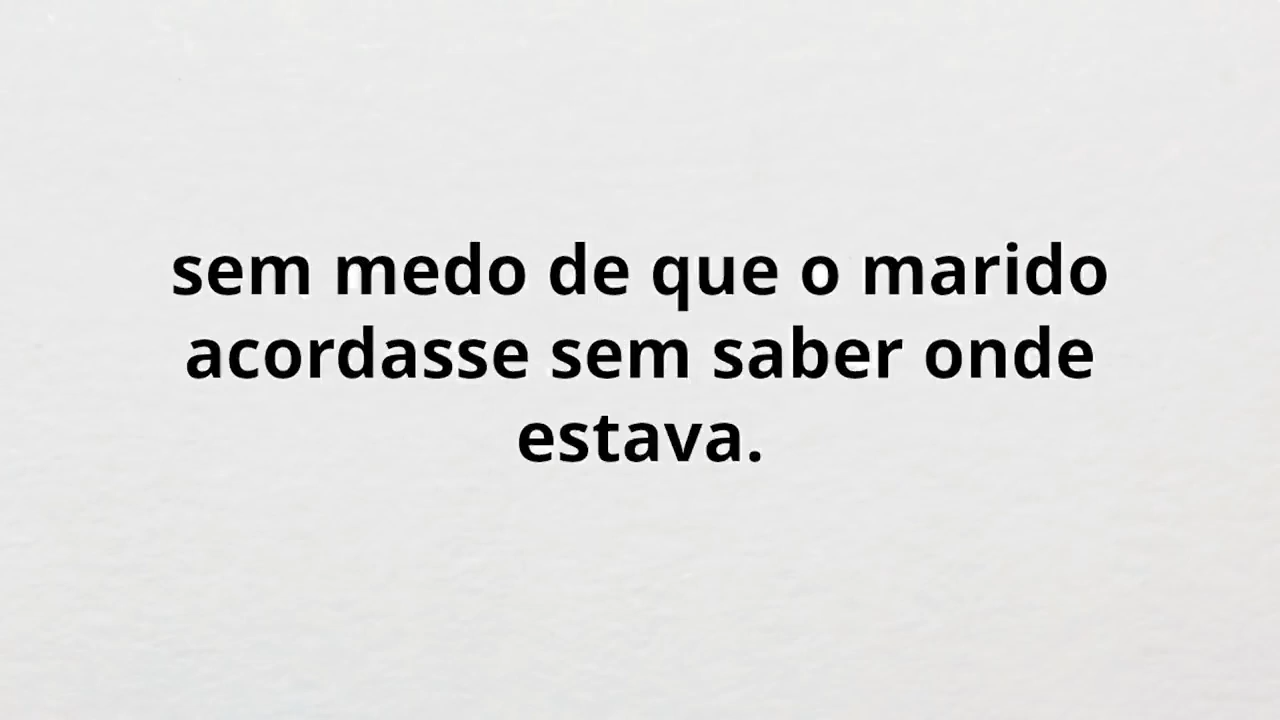 sem medo de que o marido
acordasse sem saber onde
estava.